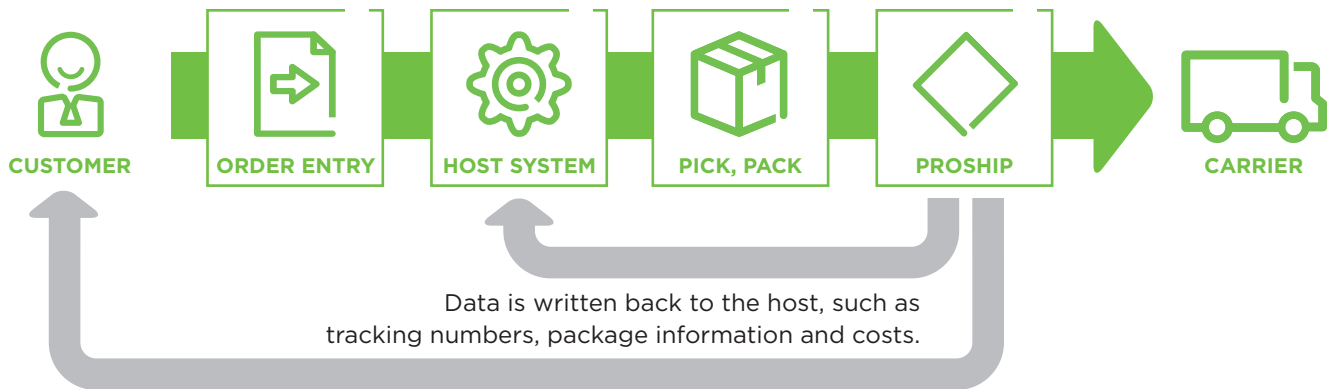 CUSTOMER
ORDER ENTRY
HOST SYSTEM
PICK, PACK
PROSHIP
CARRIER
Data is written back to the host, such as
tracking numbers, package information and costs.